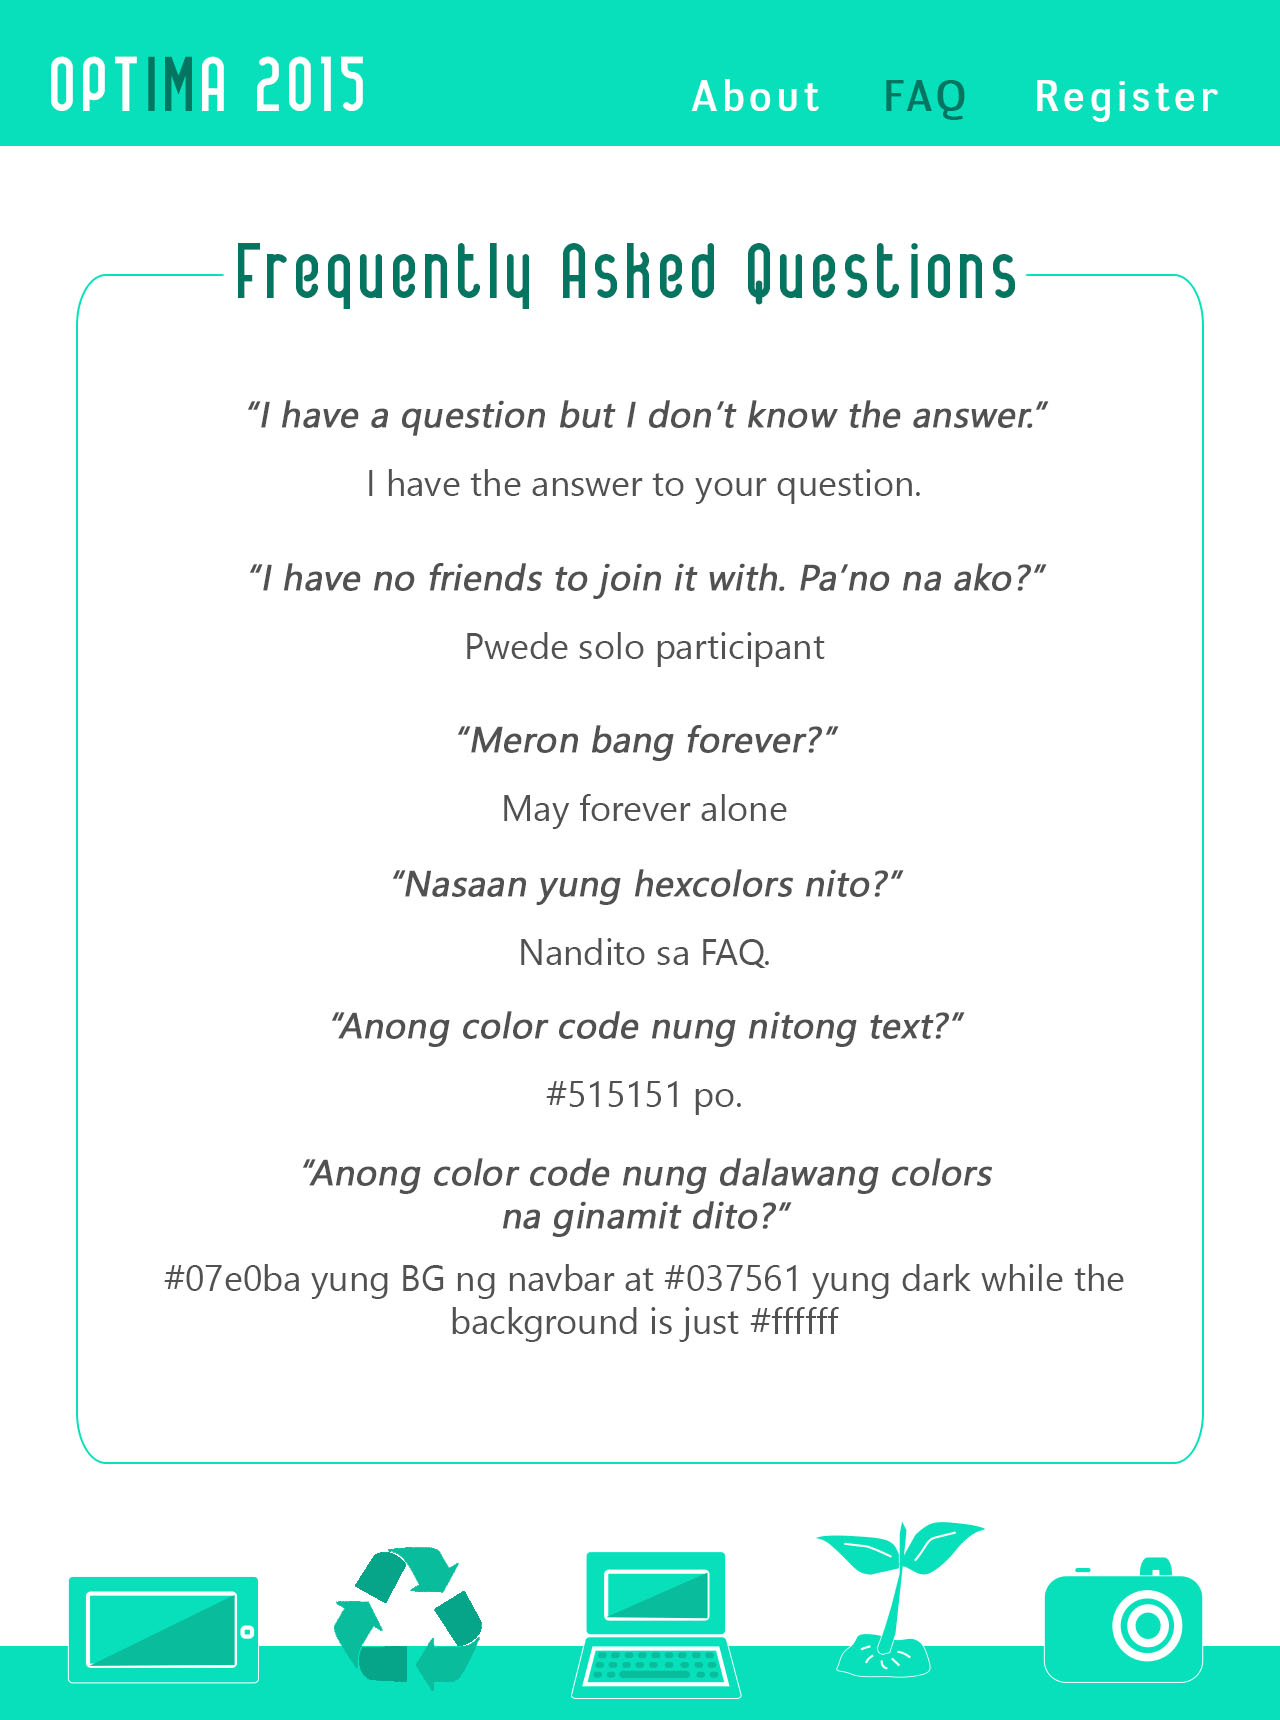 OPTIMA 2015
About FAQ Register
Frequently Asked Questions
“I have a question but I don’t know the answer.”
I have the answer to your question.
“I have no friends to join it with. Pa’no na ako?”
Pwede solo participant
“Meron bang forever?”
May forever alone
“Nasaan yung hexcolors nito?”
Nandito sa FAQ.
“Anong color code nung nitong text?”
#515151 po.
“Anong color code nung dalawang colors
na ginamit dito?”
#07e0ba yung BG ng navbar at #037561 yung dark while the
background is just #ffffff